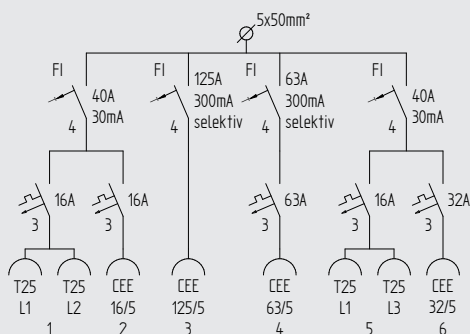 5x50mm²
FI
40A
30mA
4
FI
125A
300mA
selektiv
4
FI
63A
300mA
selektiv
4
FI
40A
30mA
4
16A
3
16A
3
63A
3
16A
3
32A
3
T25
L1
T25
L2
1
CEE
16/5
2
CEE
125/5
3
CEE
63/5
4
T25
L1
T25
L3
5
CEE
32/5
6